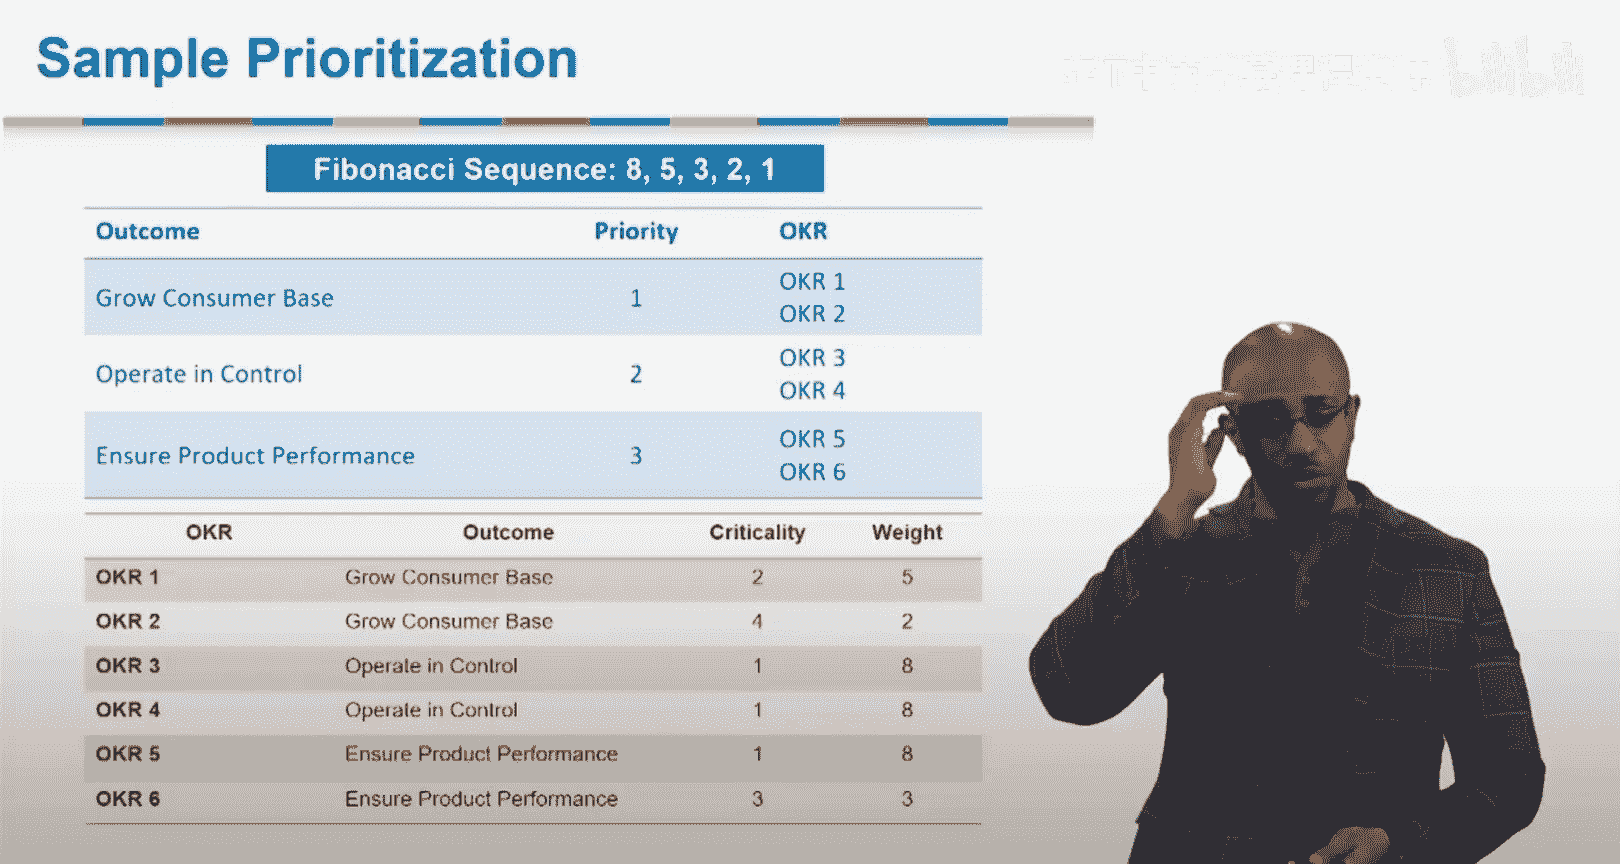 Sample Prioritization
bilibili
Fibonacci Sequence: 8, 5, 3, 2, 1
Outcome Priority OKR
Grow Consumer Base 1 OKR 1
OKR 2
Operate in Control 2 OKR 3
OKR 4
Ensure Product Performance 3 OKR 5
OKR 6
OKR Outcome Criticality Weight
OKR 1 Grow Consumer Base 2 5
OKR 2 Grow Consumer Base 4 2
OKR 3 Operate in Control 1 8
OKR 4 Operate in Control 1 8
OKR 5 Ensure Product Performance 1 8
OKR 6 Ensure Product Performance 3 3